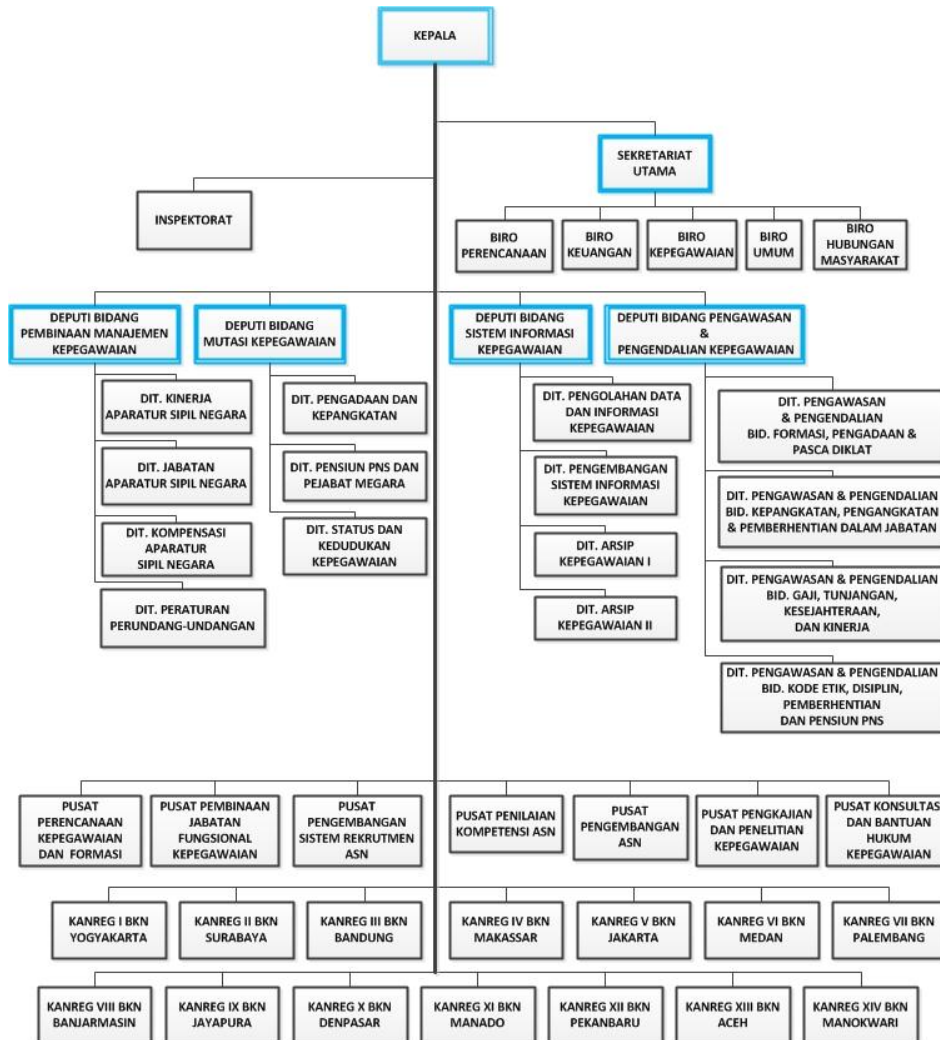 KEPALA
SEKRETARIAT
UTAMA
INSPEKTORAT
BIRO
PERENCANAAN
BIRO
KEUANGAN
BIRO
KEPEGAWAIAN
BIRO
UMUM
BIRO
HUBUNGAN
MASYARAKAT
DEPUTI BIDANG
PEMBINAAN MANAJEMEN
KEPEGAWAIAN
DEPUTI BIDANG
MUTASI KEPEGAWAIAN
DEPUTI BIDANG
SISTEM INFORMASI
KEPEGAWAIAN
DEPUTI BIDANG PENGAWASAN
&
PENGENDALIAN KEPEGAWAIAN
DIT. KINERJA
APARATUR SIPIL NEGARA
DIT. JABATAN
APARATUR SIPIL NEGARA
DIT. KOMPENSASI
APARATUR
SIPIL NEGARA
DIT. PERATURAN
PERUNDANG-UNDANGAN
DIT. PENGADAAN DAN
KEPANGKATAN
DIT. PENSIUN PNS DAN
PEJABAT MEGARA
DIT. STATUS DAN
KEDUDUKAN
KEPEGAWAIAN
DIT. PENGOLAHAN DATA
DAN INFORMASI
KEPEGAWAIAN
DIT. PENGEMBANGAN
SISTEM INFORMASI
KEPEGAWAIAN
DIT. ARSIP
KEPEGAWAIAN I
DIT. ARSIP
KEPEGAWAIAN II
DIT. PENGAWASAN
& PENGENDALIAN
BID. FORMASI, PENGADAAN &
PASCA DIKLAT
DIT. PENGAWASAN & PENGENDALIAN
BID. KEPANGKATAN, PENGANGKATAN
& PEMBERHENTIAN DALAM JABATAN
DIT. PENGAWASAN & PENGENDALIAN
BID. GAJI, TUNJANGAN,
KESEJAHTERAAN,
DAN KINERJA
DIT. PENGAWASAN & PENGENDALIAN
BID. KODE ETIK, DISIPLIN,
PEMBERHENTIAN
DAN PENSIUN PNS
PUSAT
PERENCANAAN
KEPEGAWAIAN
DAN FORMASI
PUSAT PEMBINAAN
JABATAN
FUNGSIONAL
KEPEGAWAIAN
PUSAT
PENGEMBANGAN
SISTEM REKRUTMEN
ASN
PUSAT PENILAIAN
KOMPETENSI ASN
PUSAT
PENGEMBANGAN
ASN
PUSAT PENGKAJIAN
DAN PENELITIAN
KEPEGAWAIAN
PUSAT KONSULTASI
DAN BANTUAN
HUKUM
KEPEGAWAIAN
KANREG I BKN
YOGYAKARTA
KANREG II BKN
SURABAYA
KANREG III BKN
BANDUNG
KANREG IV BKN
MAKASSAR
KANREG V BKN
JAKARTA
KANREG VI BKN
MEDAN
KANREG VII BKN
PALEMBANG
KANREG VIII BKN
BANJARMASIN
KANREG IX BKN
JAYAPURA
KANREG X BKN
DENPASAR
KANREG XI BKN
MANADO
KANREG XII BKN
PEKANBARU
KANREG XIII BKN
ACEH
KANREG XIV BKN
MANOKWARI